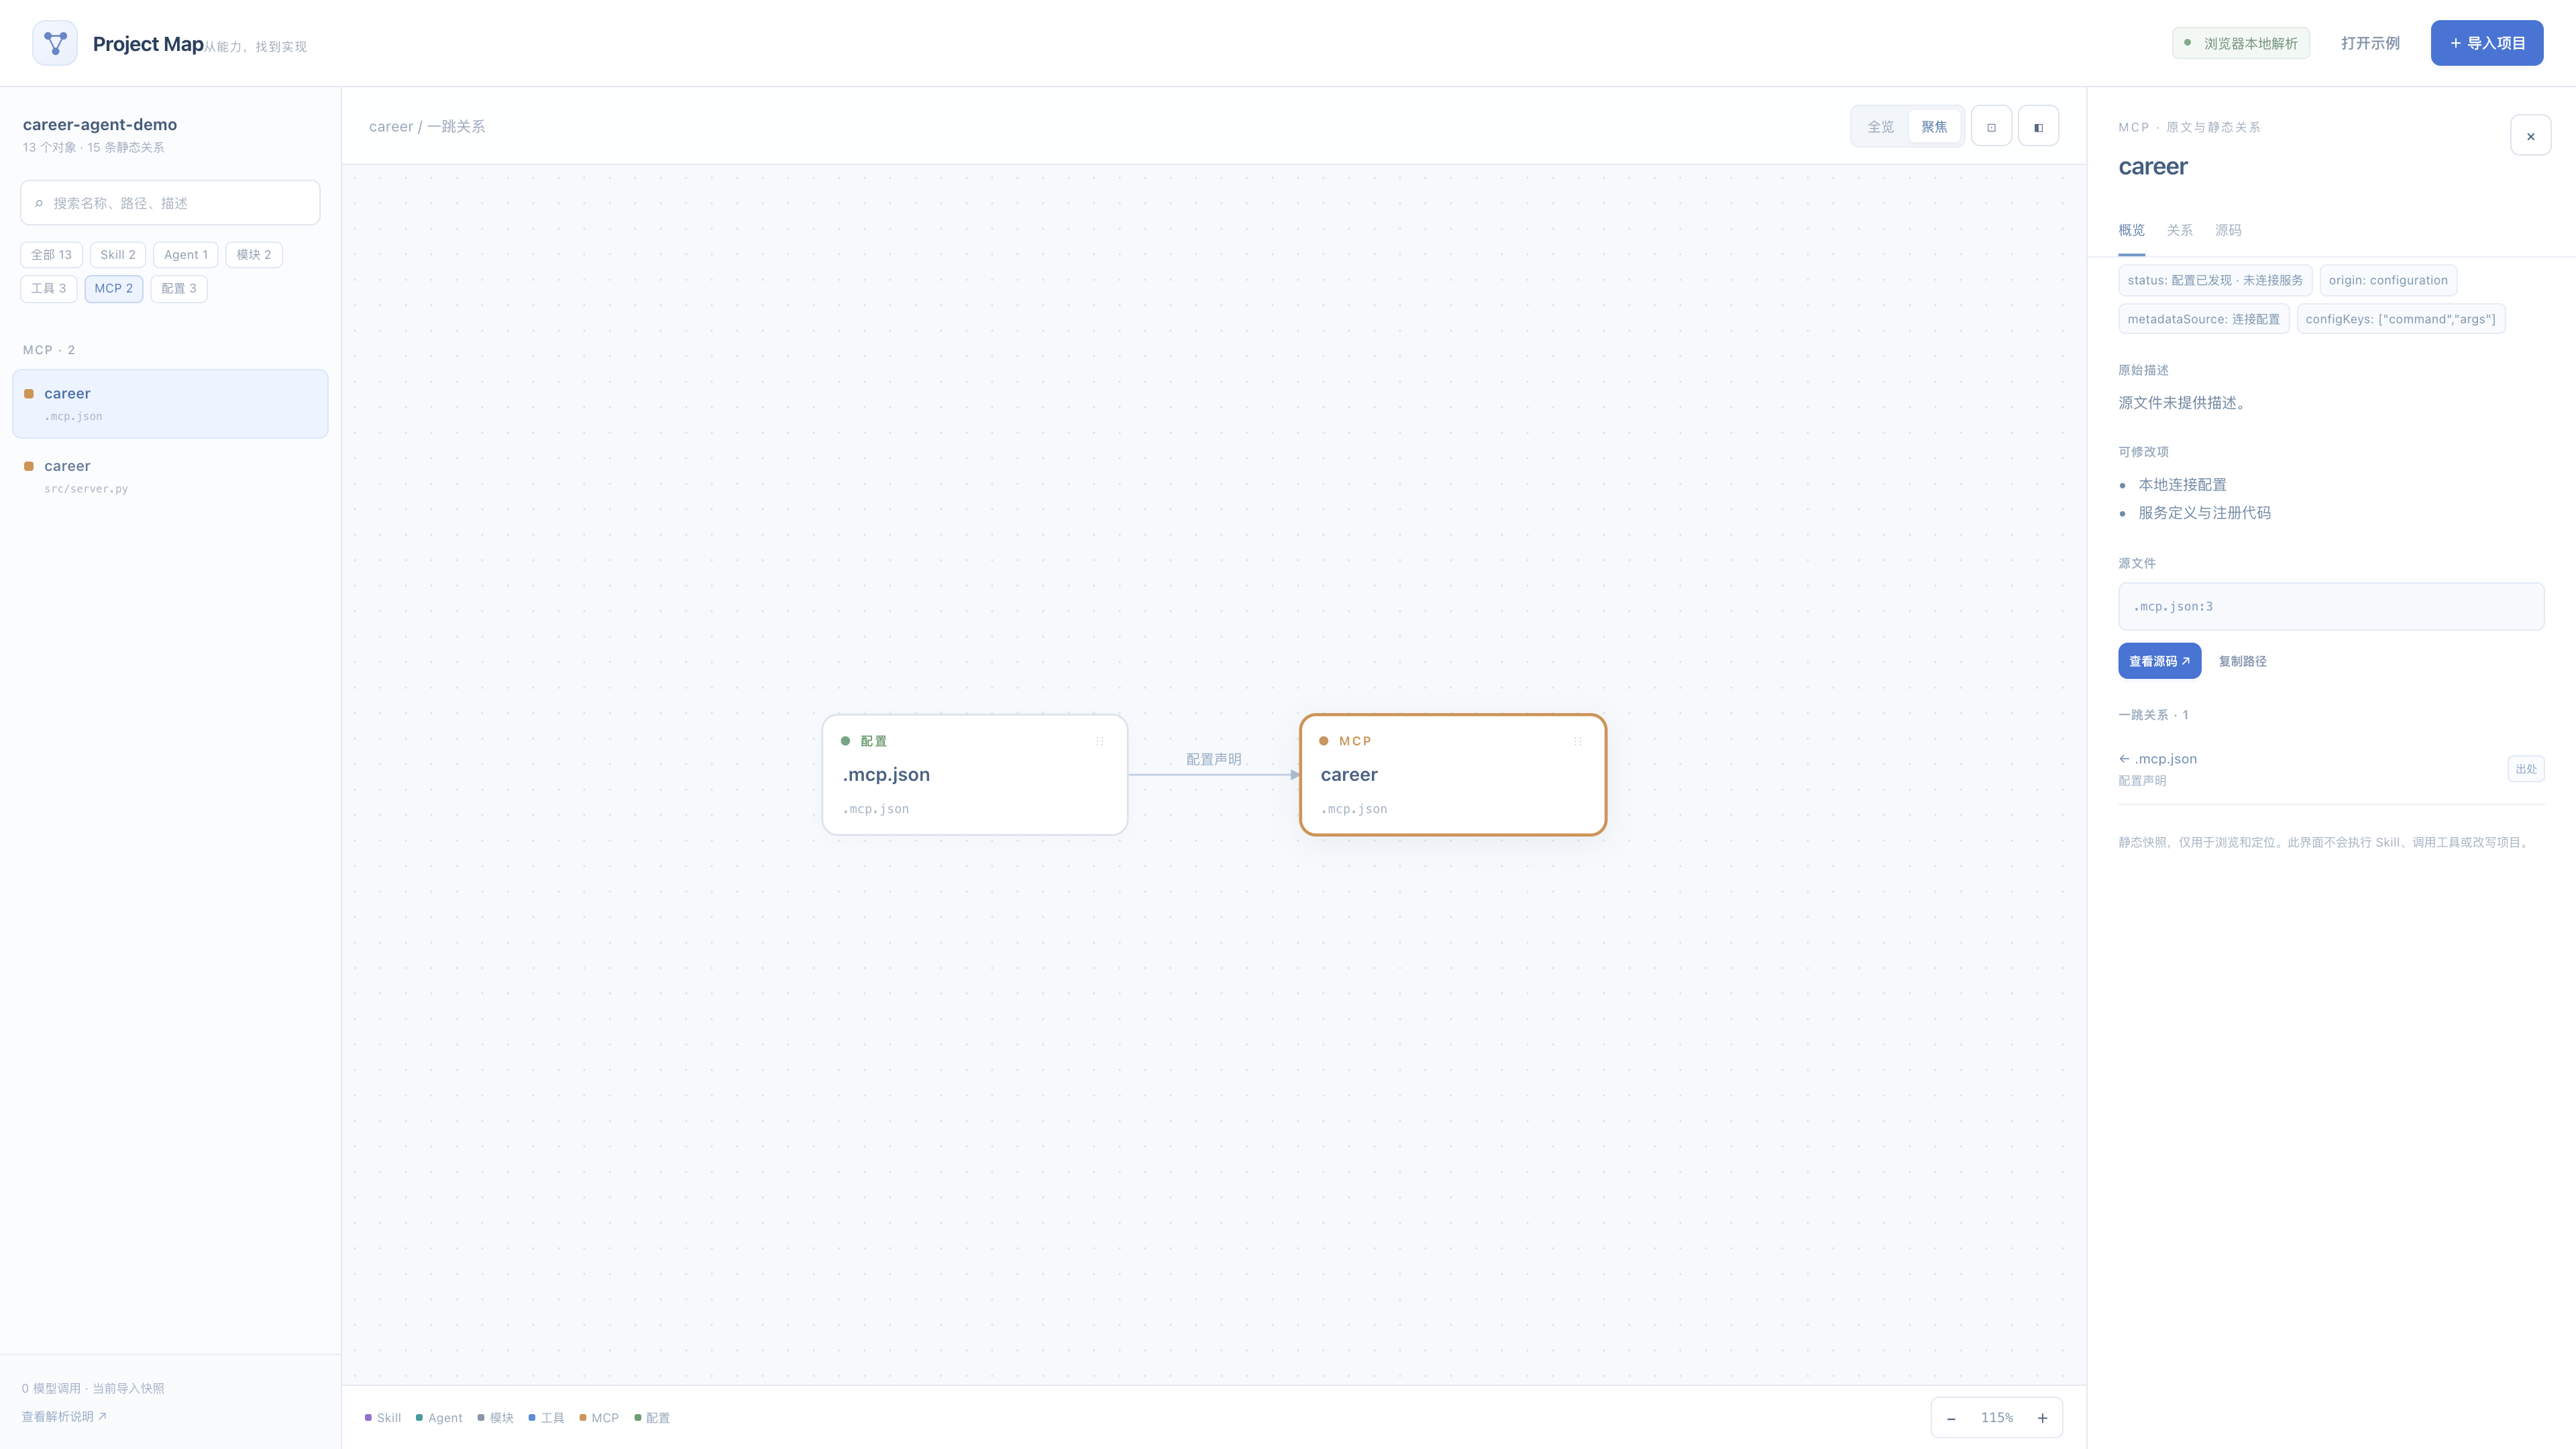 Project Map从能力，找到实现
浏览器本地解析
打开示例
+ 导入项目
career-agent-demo
13 个对象 · 15 条静态关系
搜索名称、路径、描述
全部 13
Skill 2
Agent 1
模块 2
工具 3
MCP 2
配置 3
MCP · 2
career
.mcp.json
career
src/server.py
0 模型调用 · 当前导入快照
查看解析说明 ↗
career / 一跳关系
全览
聚焦
配置
.mcp.json
.mcp.json
配置声明
MCP
career
.mcp.json
Skill
Agent
模块
工具
MCP
配置
− 115% +
MCP · 原文与静态关系
×
career
概览
关系
源码
status: 配置已发现 · 未连接服务
origin: configuration
metadataSource: 连接配置
configKeys: ["command","args"]
原始描述
源文件未提供描述。
可修改项
• 本地连接配置
• 服务定义与注册代码
源文件
.mcp.json:3
查看源码 ↗
复制路径
一跳关系 · 1
← .mcp.json
配置声明
出处
静态快照，仅用于浏览和定位。此界面不会执行 Skill、调用工具或改写项目。